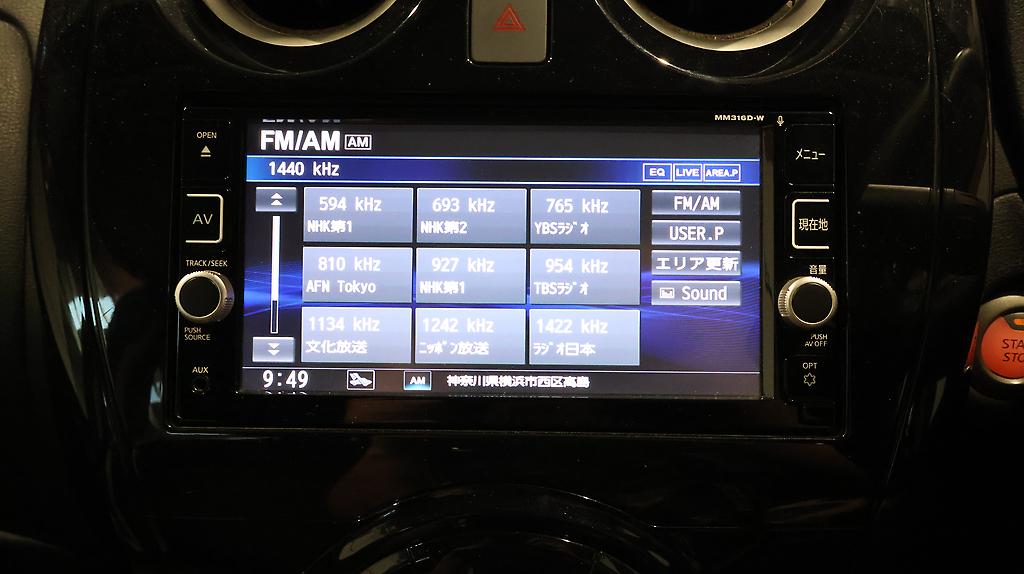 MM316D-W
OPEN
メニュー
FM/AM AM
1440 kHz
EQ LIVE AREA.P
AV
現在地
594 kHz
NHK第1
693 kHz
NHK第2
765 kHz
YBSラジオ
FM/AM
USER.P
エリア更新
Sound
810 kHz
AFN Tokyo
927 kHz
NHK第1
954 kHz
TBSラジオ
1134 kHz
文化放送
1242 kHz
ニッポン放送
1422 kHz
ラジオ日本
TRACK/SEEK
PUSH
SOURCE
音量
PUSH
AV OFF
AUX
OPT
9:49
AM
神奈川県横浜市西区高島